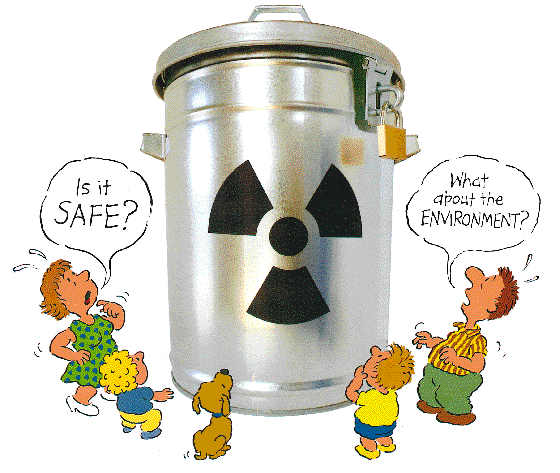 Is it
SAFE?
What
about the
ENVIRONMENT?